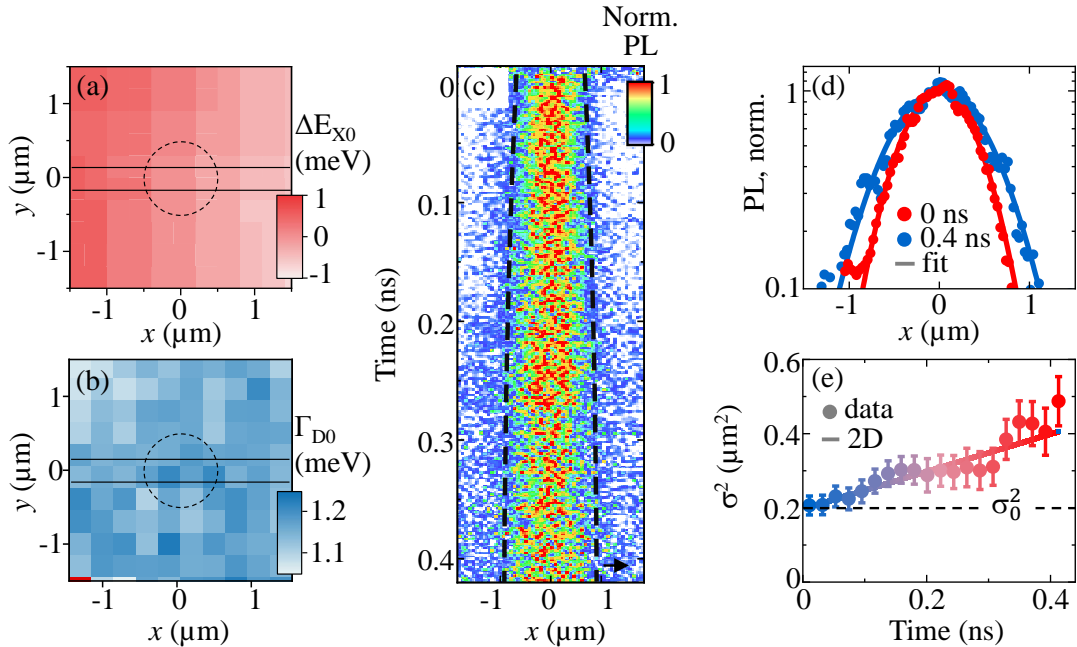 (a)
1
0
-1
y (µm)
-1
0
1
x (µm)
ΔE_X0
(meV)
1
0
-1
(b)
1
0
-1
y (µm)
-1
0
1
x (µm)
Γ_D0
(meV)
1.2
1.1
Norm.
PL
(c)
1
0
0
0.1
0.2
0.3
0.4
Time (ns)
-1
0
1
x (µm)
(d)
1
0.1
PL, norm.
0 ns
0.4 ns
fit
-1
0
1
x (µm)
(e)
0.6
0.4
0.2
0
σ² (µm²)
data
2D
σ₀²
0
0.2
0.4
Time (ns)